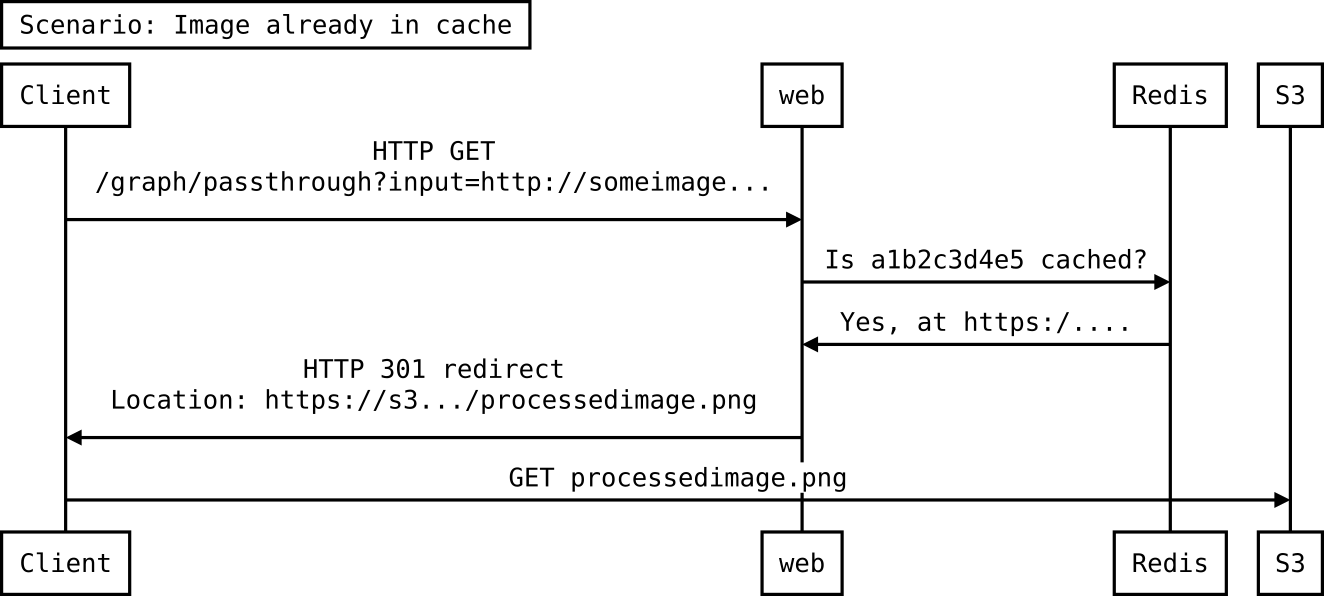 Scenario: Image already in cache
Client
web
Redis
S3
HTTP GET
/graph/passthrough?input=http://someimage...
Is a1b2c3d4e5 cached?
Yes, at https:/....
HTTP 301 redirect
Location: https://s3.../processedimage.png
GET processedimage.png
Client
web
Redis
S3